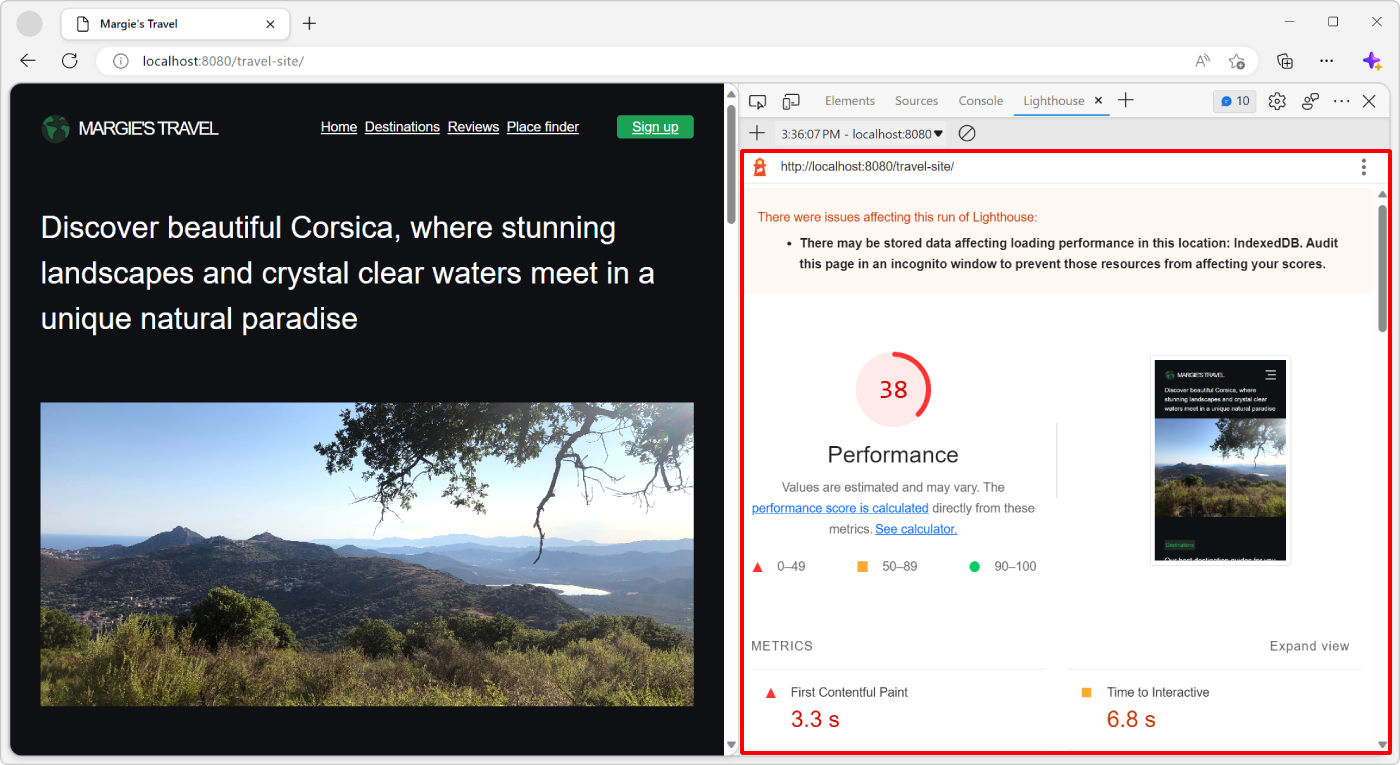 Margie's Travel
localhost:8080/travel-site/
MARGIE'S TRAVEL
Home Destinations Reviews Place finder
Sign up
Discover beautiful Corsica, where stunning
landscapes and crystal clear waters meet in a
unique natural paradise
Elements Sources Console Lighthouse
10
3:36:07 PM - localhost:8080
http://localhost:8080/travel-site/
There were issues affecting this run of Lighthouse:
• There may be stored data affecting loading performance in this location: IndexedDB. Audit
this page in an incognito window to prevent those resources from affecting your scores.
38
Performance
Values are estimated and may vary. The
performance score is calculated directly from these
metrics. See calculator.
0–49
50–89
90–100
MARGIE'S TRAVEL
Discover beautiful Corsica, where
stunning landscapes and crystal clear
waters meet in a unique natural paradise
Destinations
Our best destination guides for you
METRICS
Expand view
First Contentful Paint
3.3 s
Time to Interactive
6.8 s